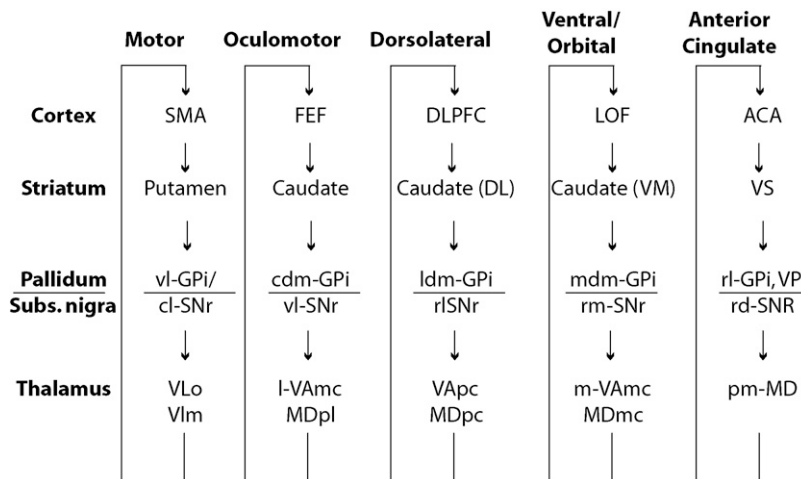 Motor Oculomotor Dorsolateral Ventral/ Orbital Anterior Cingulate
Cortex SMA FEF DLPFC LOF ACA
Striatum Putamen Caudate Caudate (DL) Caudate (VM) VS
Pallidum vl-GPi/ cdm-GPi ldm-GPi mdm-GPi rl-GPi, VP
Subs. nigra cl-SNr vl-SNr rlSNr rm-SNr rd-SNR
Thalamus VLo l-VAmc VApc m-VAmc pm-MD
Vlm MDpl MDpc MDmc